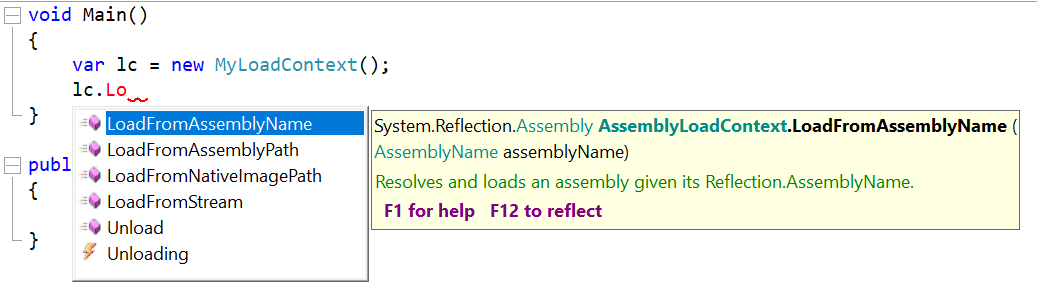 void Main()
{
var lc = new MyLoadContext();
lc.Lo
}
LoadFromAssemblyName
LoadFromAssemblyPath
LoadFromNativeImagePath
LoadFromStream
Unload
Unloading
System.Reflection.Assembly AssemblyLoadContext.LoadFromAssemblyName (
AssemblyName assemblyName)
Resolves and loads an assembly given its Reflection.AssemblyName.
F1 for help F12 to reflect
publ
{
}